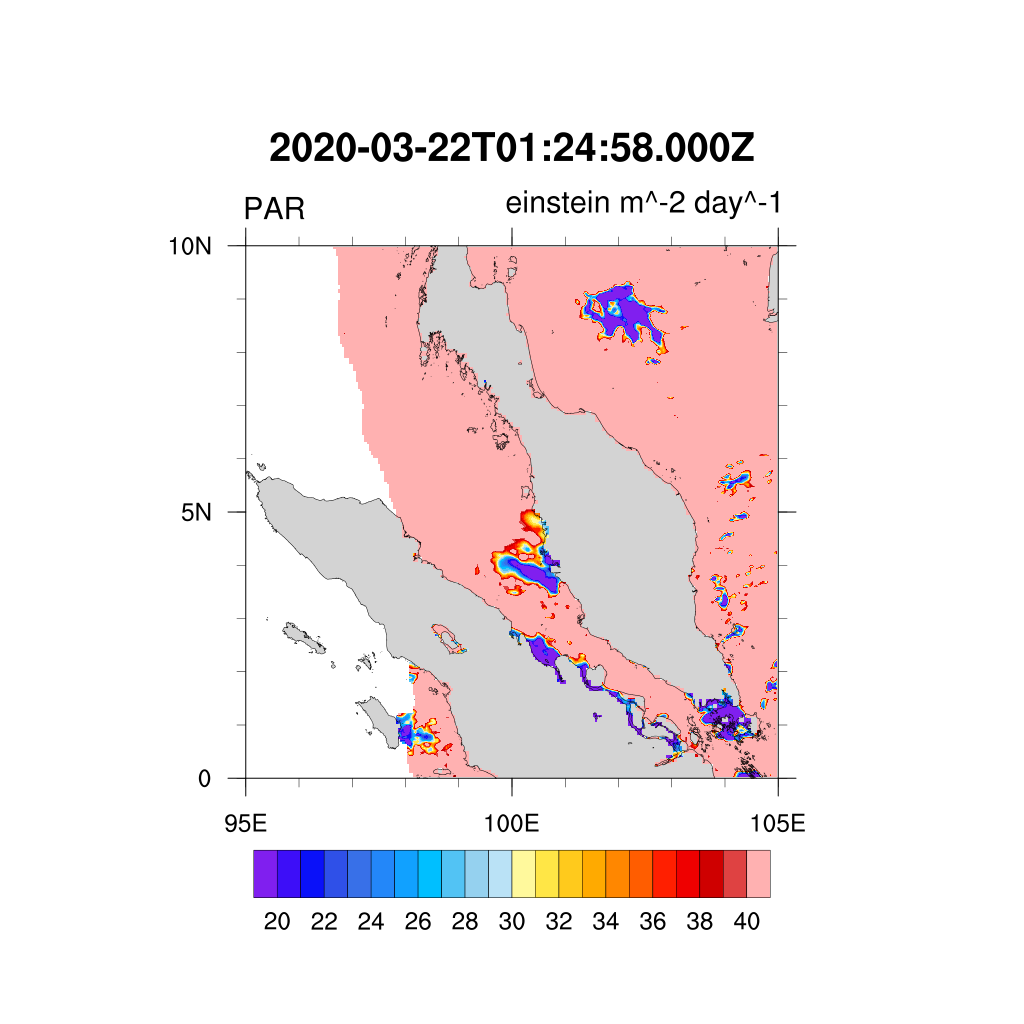 2020-03-22T01:24:58.000Z
PAR einstein m^-2 day^-1
10N
5N
0
95E 100E 105E
20 22 24 26 28 30 32 34 36 38 40